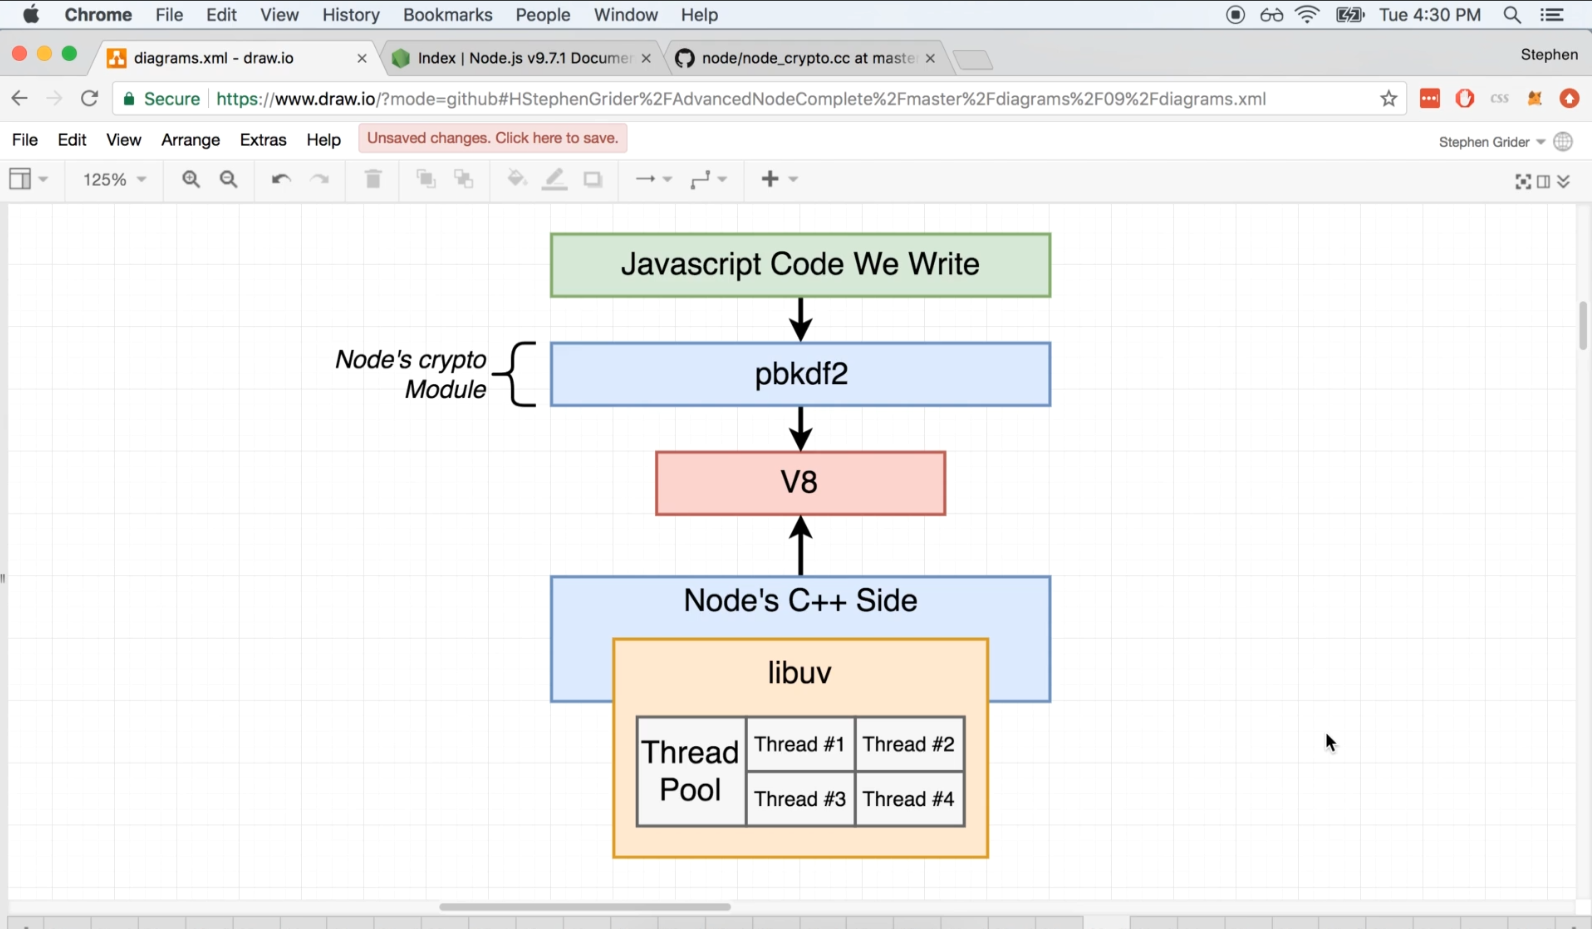 Chrome File Edit View History Bookmarks People Window Help Tue 4:30 PM
diagrams.xml - draw.io Index | Node.js v9.7.1 Documen node/node_crypto.cc at maste Stephen
Secure https://www.draw.io/?mode=github#HStephenGrider%2FAdvancedNodeComplete%2Fmaster%2Fdiagrams%2F09%2Fdiagrams.xml CSS
File Edit View Arrange Extras Help Unsaved changes. Click here to save. Stephen Grider
125%
Javascript Code We Write
Node's crypto
Module
pbkdf2
V8
Node's C++ Side
libuv
Thread
Pool
Thread #1 Thread #2
Thread #3 Thread #4